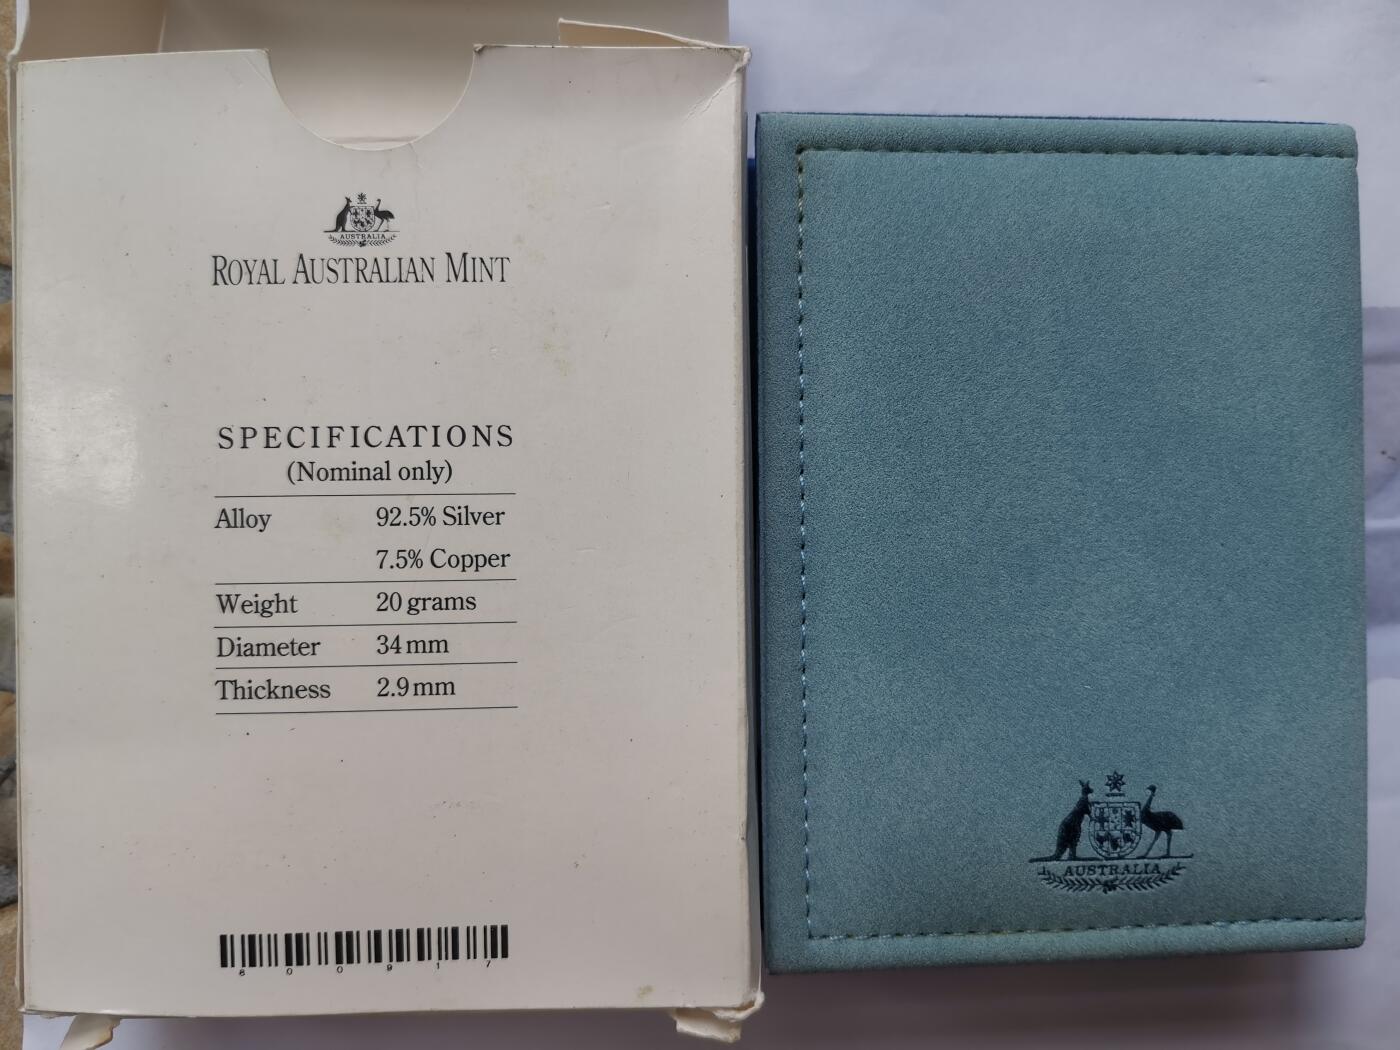 AUSTRALIA
ROYAL AUSTRALIAN MINT
SPECIFICATIONS
(Nominal only)
Alloy 92.5% Silver
7.5% Copper
Weight 20 grams
Diameter 34 mm
Thickness 2.9 mm
800917
AUSTRALIA